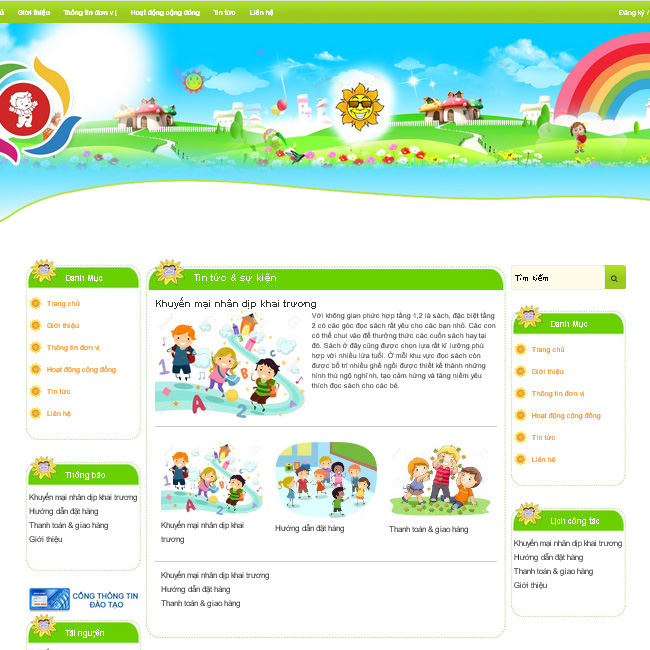 Giới thiệu
Thông tin đơn vị
Hoạt động cộng đồng
Tin tức
Liên hệ
Đăng ký /
Danh Mục
Trang chủ
Giới thiệu
Thông tin đơn vị
Hoạt động cộng đồng
Tin tức
Liên hệ
Thông báo
Khuyến mại nhân dịp khai trương
Hướng dẫn đặt hàng
Thanh toán & giao hàng
Giới thiệu
CỔNG THÔNG TIN
ĐÀO TẠO
Tài nguyên
Tin tức & sự kiện
Khuyến mại nhân dịp khai trương
Với không gian phức hợp tầng 1,2 là sách, đặc biệt tầng
2 có các góc đọc sách rất yêu cho các bạn nhỏ. Các con
có thể chui vào để thưởng thức các cuốn sách hay tại
đó. Sách ở đây cũng được chọn lựa rất kĩ lưỡng phù
hợp với nhiều lứa tuổi. Ở mỗi khu vực đọc sách còn
được bố trí nhiều ghế ngồi được thiết kế thành những
hình thù ngộ nghĩnh, tạo cảm hứng và tăng niềm yêu
thích đọc sách cho các bé.
Khuyến mại nhân dịp khai
trương
Hướng dẫn đặt hàng
Thanh toán & giao hàng
Khuyến mại nhân dịp khai trương
Hướng dẫn đặt hàng
Thanh toán & giao hàng
Tìm kiếm
Danh Mục
Trang chủ
Giới thiệu
Thông tin đơn vị
Hoạt động cộng đồng
Tin tức
Liên hệ
Lịch công tác
Khuyến mại nhân dịp khai trương
Hướng dẫn đặt hàng
Thanh toán & giao hàng
Giới thiệu